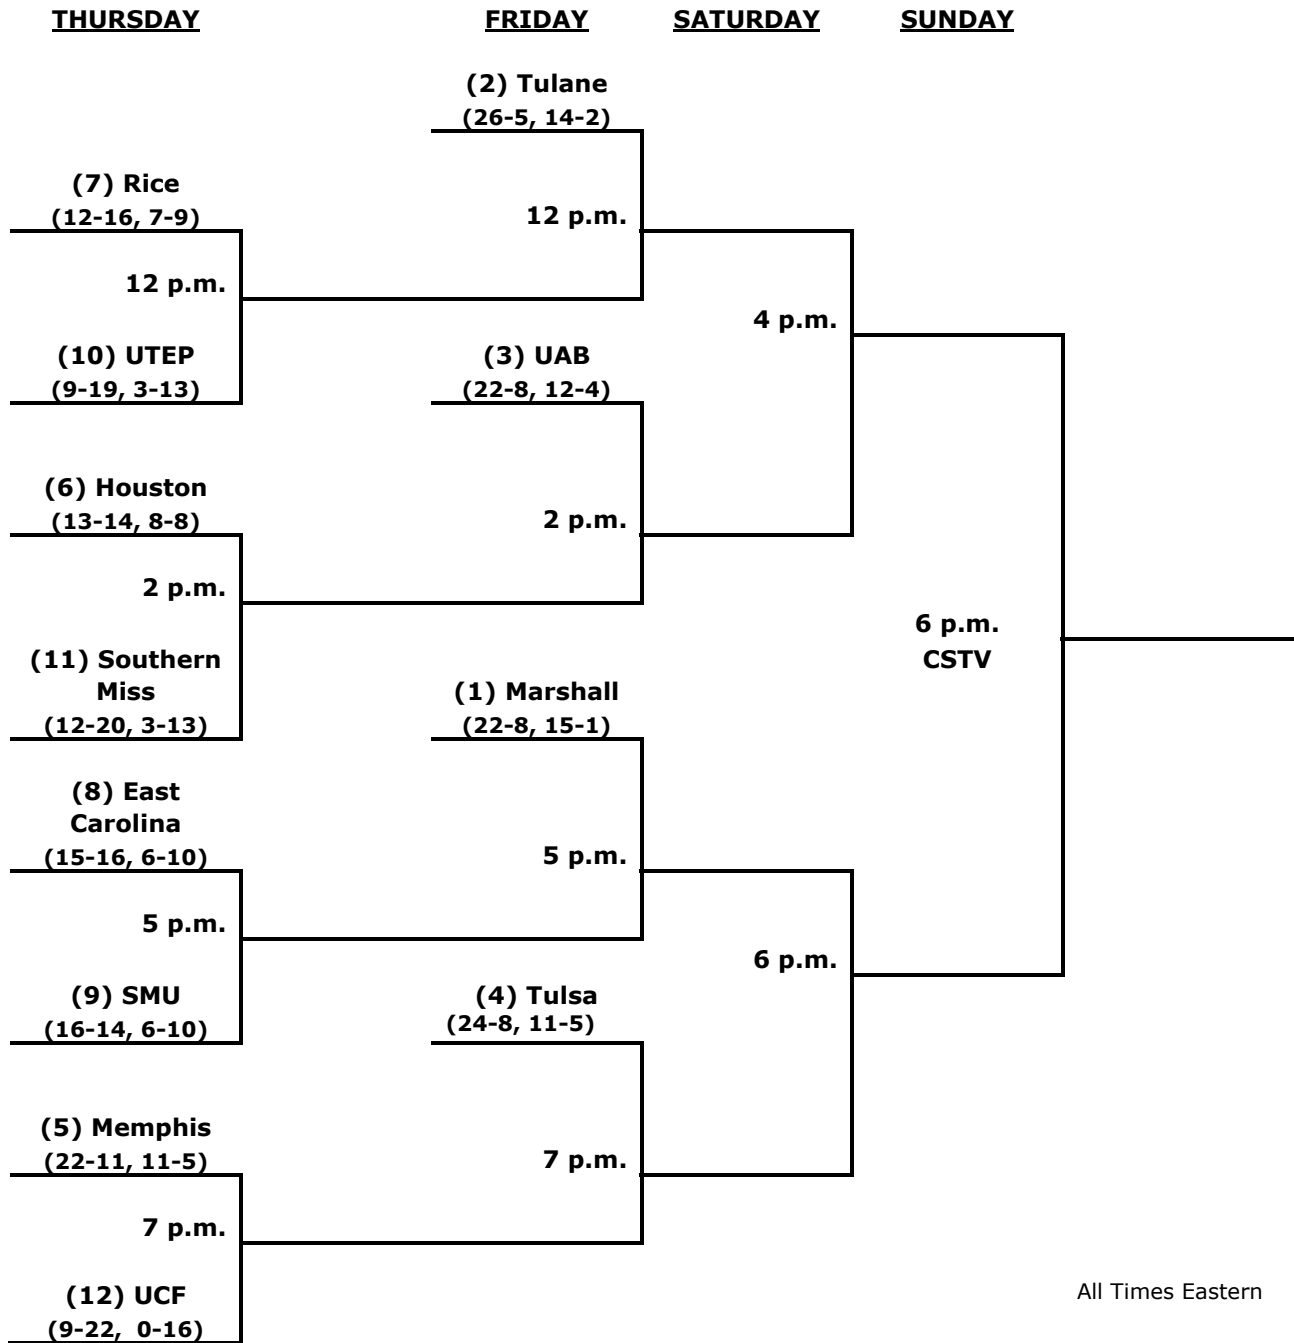 THURSDAY
FRIDAY
SATURDAY
SUNDAY
(2) Tulane
(26-5, 14-2)
(7) Rice
(12-16, 7-9)
12 p.m.
12 p.m.
4 p.m.
(10) UTEP
(9-19, 3-13)
(3) UAB
(22-8, 12-4)
(6) Houston
(13-14, 8-8)
2 p.m.
2 p.m.
6 p.m.
CSTV
(11) Southern
Miss
(12-20, 3-13)
(1) Marshall
(22-8, 15-1)
(8) East
Carolina
(15-16, 6-10)
5 p.m.
5 p.m.
6 p.m.
(9) SMU
(16-14, 6-10)
(4) Tulsa
(24-8, 11-5)
(5) Memphis
(22-11, 11-5)
7 p.m.
7 p.m.
(12) UCF
(9-22, 0-16)
All Times Eastern